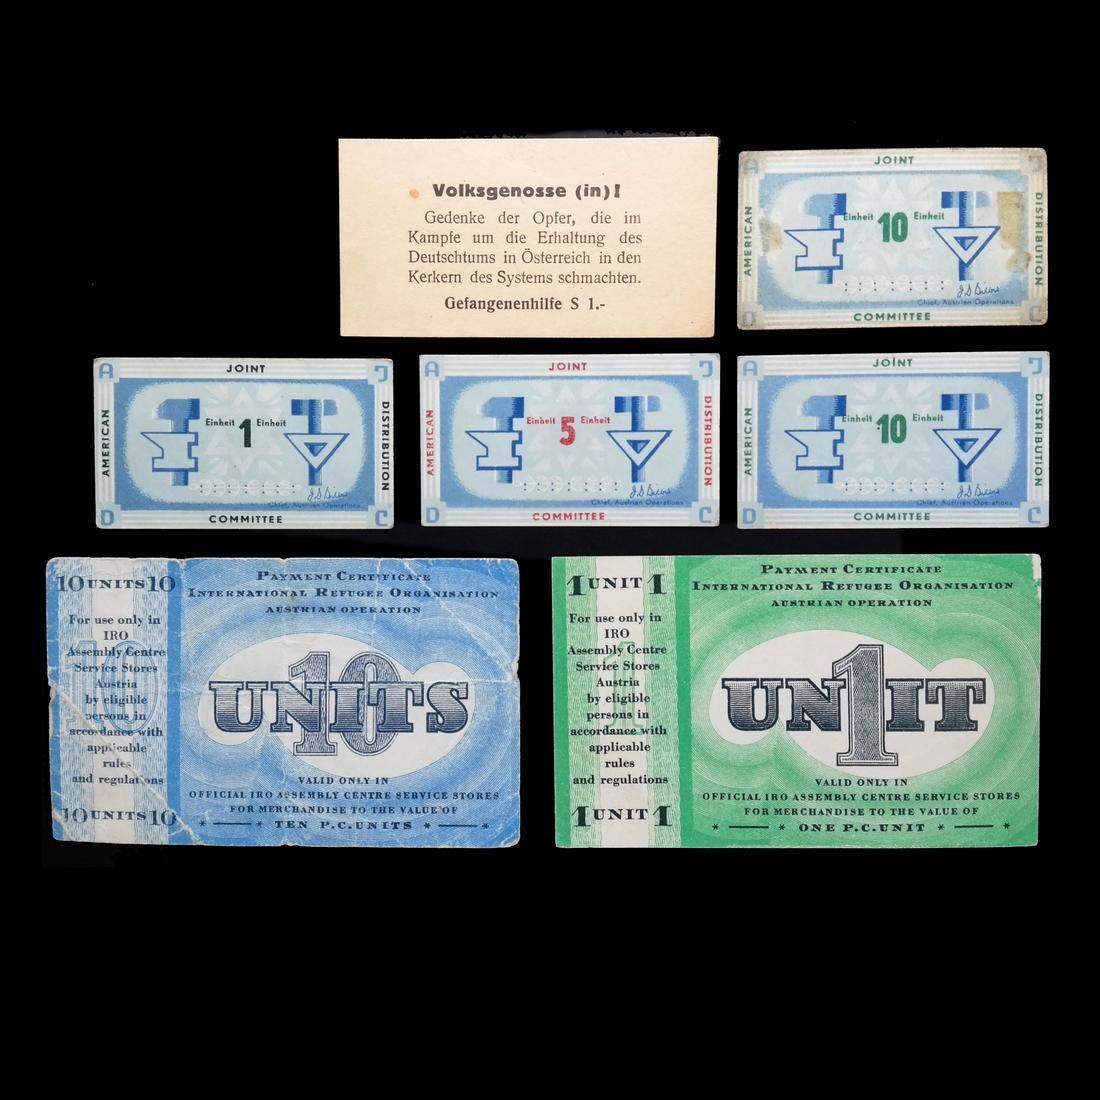 Volksgenosse (in)!
Gedenke der Opfer, die im
Kampfe um die Erhaltung des
Deutschtums in Österreich in den
Kerkern des Systems schmachten.
Gefangenenhilfe S 1.-
A JOINT
AMERICAN
DISTRIBUTION
Einheit 10 Einheit
Chief, Austrian Operations
D COMMITTEE C
A JOINT J
AMERICAN
DISTRIBUTION
Einheit 1 Einheit
Chief, Austrian Operations
D COMMITTEE C
A JOINT J
AMERICAN
DISTRIBUTION
Einheit 5 Einheit
Chief, Austrian Operations
D COMMITTEE C
A JOINT J
AMERICAN
DISTRIBUTION
Einheit 10 Einheit
Chief, Austrian Operations
D COMMITTEE C
10 UNITS 10
For use only in
IRO
Assembly Centre
Service Stores
Austria
by eligible
persons in
accordance with
applicable
rules
and regulations
10 UNITS 10
PAYMENT CERTIFICATE
INTERNATIONAL REFUGEE ORGANISATION
AUSTRIAN OPERATION
10
UNITS
VALID ONLY IN
OFFICIAL IRO ASSEMBLY CENTRE SERVICE STORES
FOR MERCHANDISE TO THE VALUE OF
* — * — TEN P.C. UNITS — * — *
1 UNIT 1
For use only in
IRO
Assembly Centre
Service Stores
Austria
by eligible
persons in
accordance with
applicable
rules
and regulations
1 UNIT 1
PAYMENT CERTIFICATE
INTERNATIONAL REFUGEE ORGANISATION
AUSTRIAN OPERATION
1
UNIT
VALID ONLY IN
OFFICIAL IRO ASSEMBLY CENTRE SERVICE STORES
FOR MERCHANDISE TO THE VALUE OF
* — * — ONE P.C. UNIT — * — *